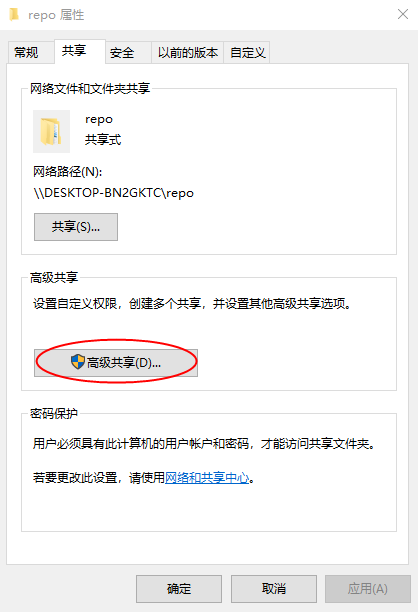 repo 属性
常规
共享
安全
以前的版本
自定义
网络文件和文件夹共享
repo
共享式
网络路径(N):
\\DESKTOP-BN2GKTC\repo
共享(S)...
高级共享
设置自定义权限，创建多个共享，并设置其他高级共享选项。
高级共享(D)...
密码保护
用户必须具有此计算机的用户帐户和密码，才能访问共享文件夹。
若要更改此设置，请使用网络和共享中心。
确定
取消
应用(A)